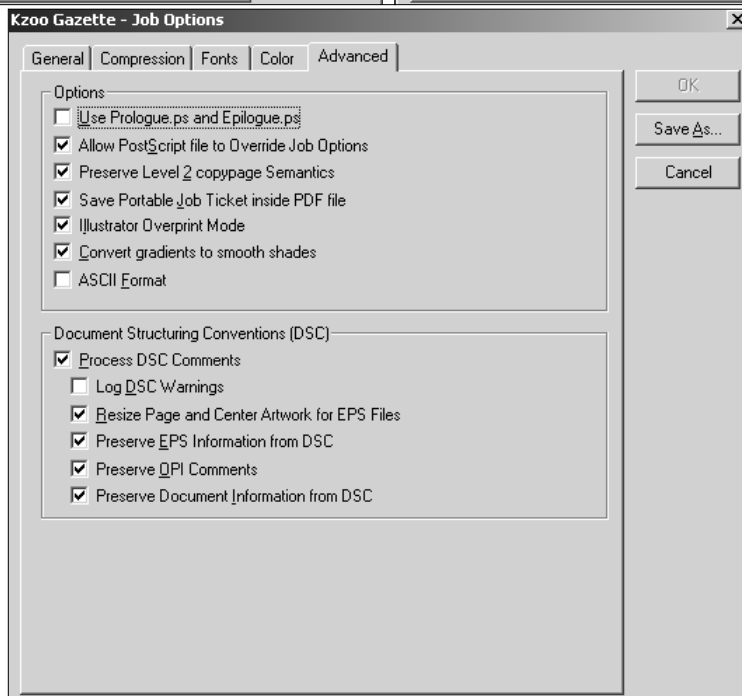 Kzoo Gazette - Job Options
General
Compression
Fonts
Color
Advanced
Options
Use Prologue.ps and Epilogue.ps
Allow PostScript file to Override Job Options
Preserve Level 2 copypage Semantics
Save Portable Job Ticket inside PDF file
Illustrator Overprint Mode
Convert gradients to smooth shades
ASCII Format
Document Structuring Conventions (DSC)
Process DSC Comments
Log DSC Warnings
Resize Page and Center Artwork for EPS Files
Preserve EPS Information from DSC
Preserve OPI Comments
Preserve Document Information from DSC
OK
Save As...
Cancel